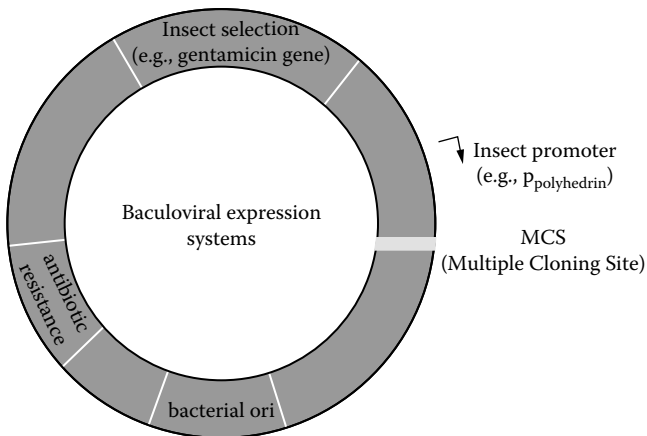 Insect selection
(e.g., gentamicin gene)
Insect promoter
(e.g., ppolyhedrin)
Baculoviral expression
systems
MCS
(Multiple Cloning Site)
antibiotic
resistance
bacterial ori